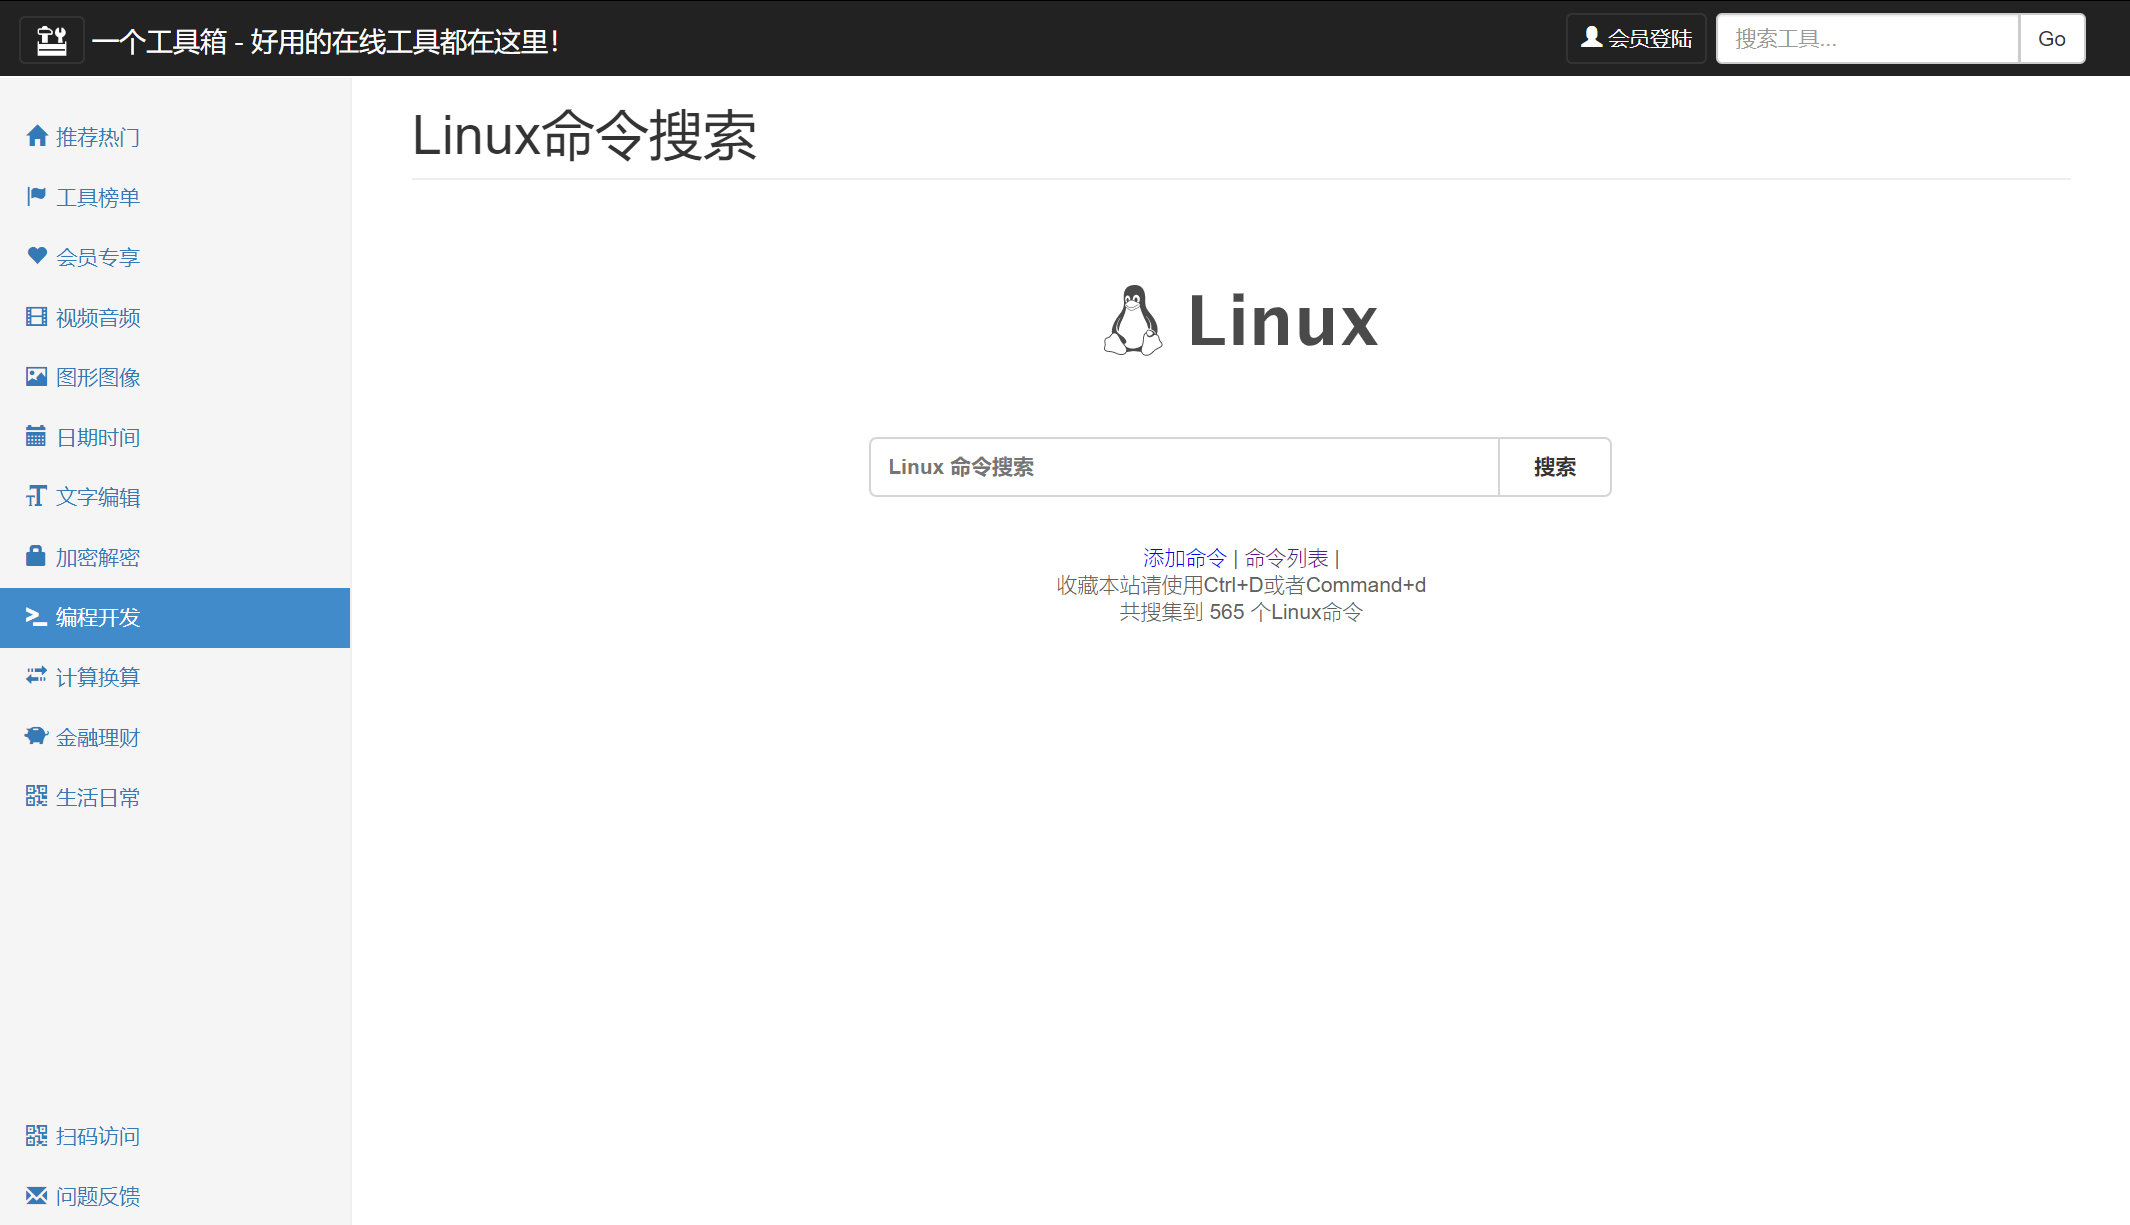 一个工具箱 - 好用的在线工具都在这里!
会员登陆
搜索工具...
Go
推荐热门
工具榜单
会员专享
视频音频
图形图像
日期时间
文字编辑
加密解密
编程开发
计算换算
金融理财
生活日常
扫码访问
问题反馈
Linux命令搜索
Linux
Linux 命令搜索
搜索
添加命令 | 命令列表 |
收藏本站请使用Ctrl+D或者Command+d
共搜集到 565 个Linux命令